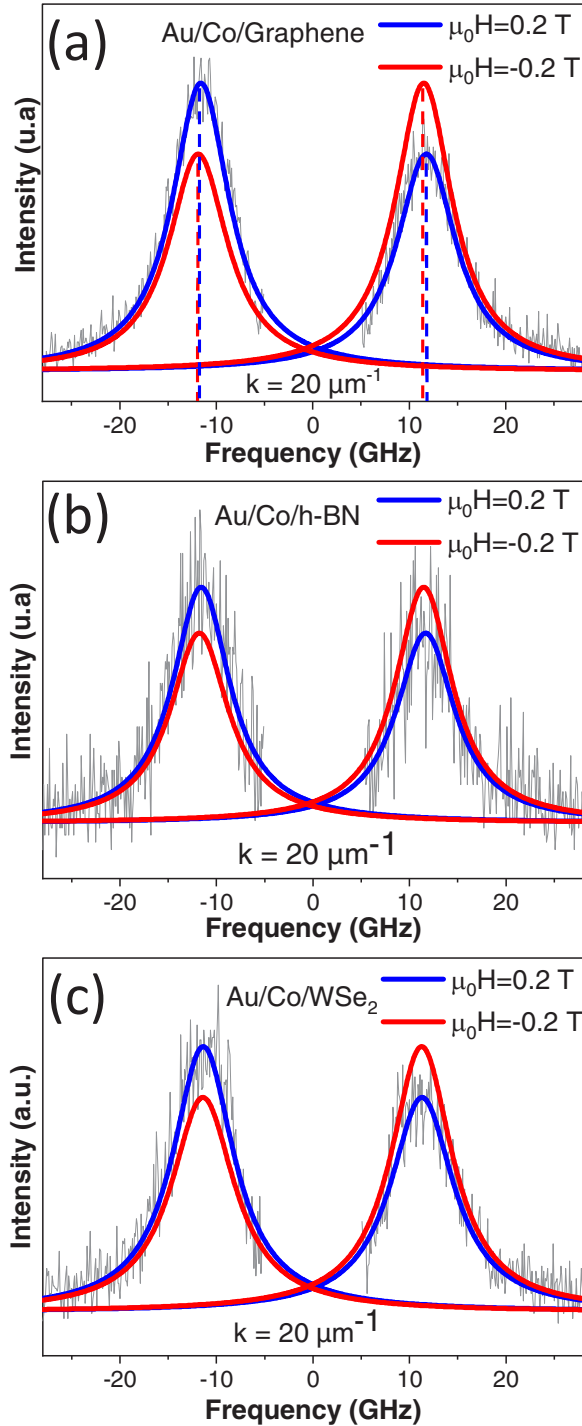 (a)
Au/Co/Graphene
μ₀H=0.2 T
μ₀H=-0.2 T
Intensity (u.a)
k = 20 μm⁻¹
-20 -10 0 10 20
Frequency (GHz)
(b)
Au/Co/h-BN
μ₀H=0.2 T
μ₀H=-0.2 T
Intensity (u.a)
k = 20 μm⁻¹
-20 -10 0 10 20
Frequency (GHz)
(c)
Au/Co/WSe₂
μ₀H=0.2 T
μ₀H=-0.2 T
Intensity (a.u.)
k = 20 μm⁻¹
-20 -10 0 10 20
Frequency (GHz)